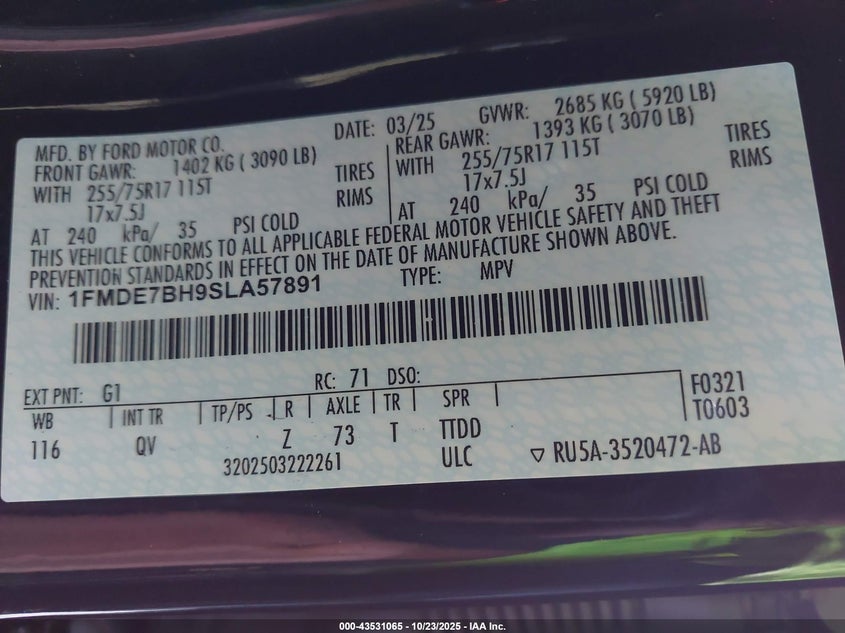 MFD. BY FORD MOTOR CO. DATE: 03/25 GVWR: 2685 KG ( 5920 LB)
FRONT GAWR: 1402 KG ( 3090 LB) REAR GAWR: 1393 KG ( 3070 LB)
WITH 255/75R17 115T TIRES WITH 255/75R17 115T TIRES
17x7.5J RIMS 17x7.5J RIMS
AT 240 kPa/ 35 PSI COLD AT 240 kPa/ 35 PSI COLD
THIS VEHICLE CONFORMS TO ALL APPLICABLE FEDERAL MOTOR VEHICLE SAFETY AND THEFT
PREVENTION STANDARDS IN EFFECT ON THE DATE OF MANUFACTURE SHOWN ABOVE.
VIN: 1FMDE7BH9SLA57891 TYPE: MPV
EXT PNT: G1 RC: 71 DSO:
WB INT TR TP/PS R AXLE TR SPR F0321
116 QV Z 73 T TTDD T0603
3202503222261 ULC ▽ RU5A-3520472-AB
000-43531065 - 10/23/2025 - IAA Inc.